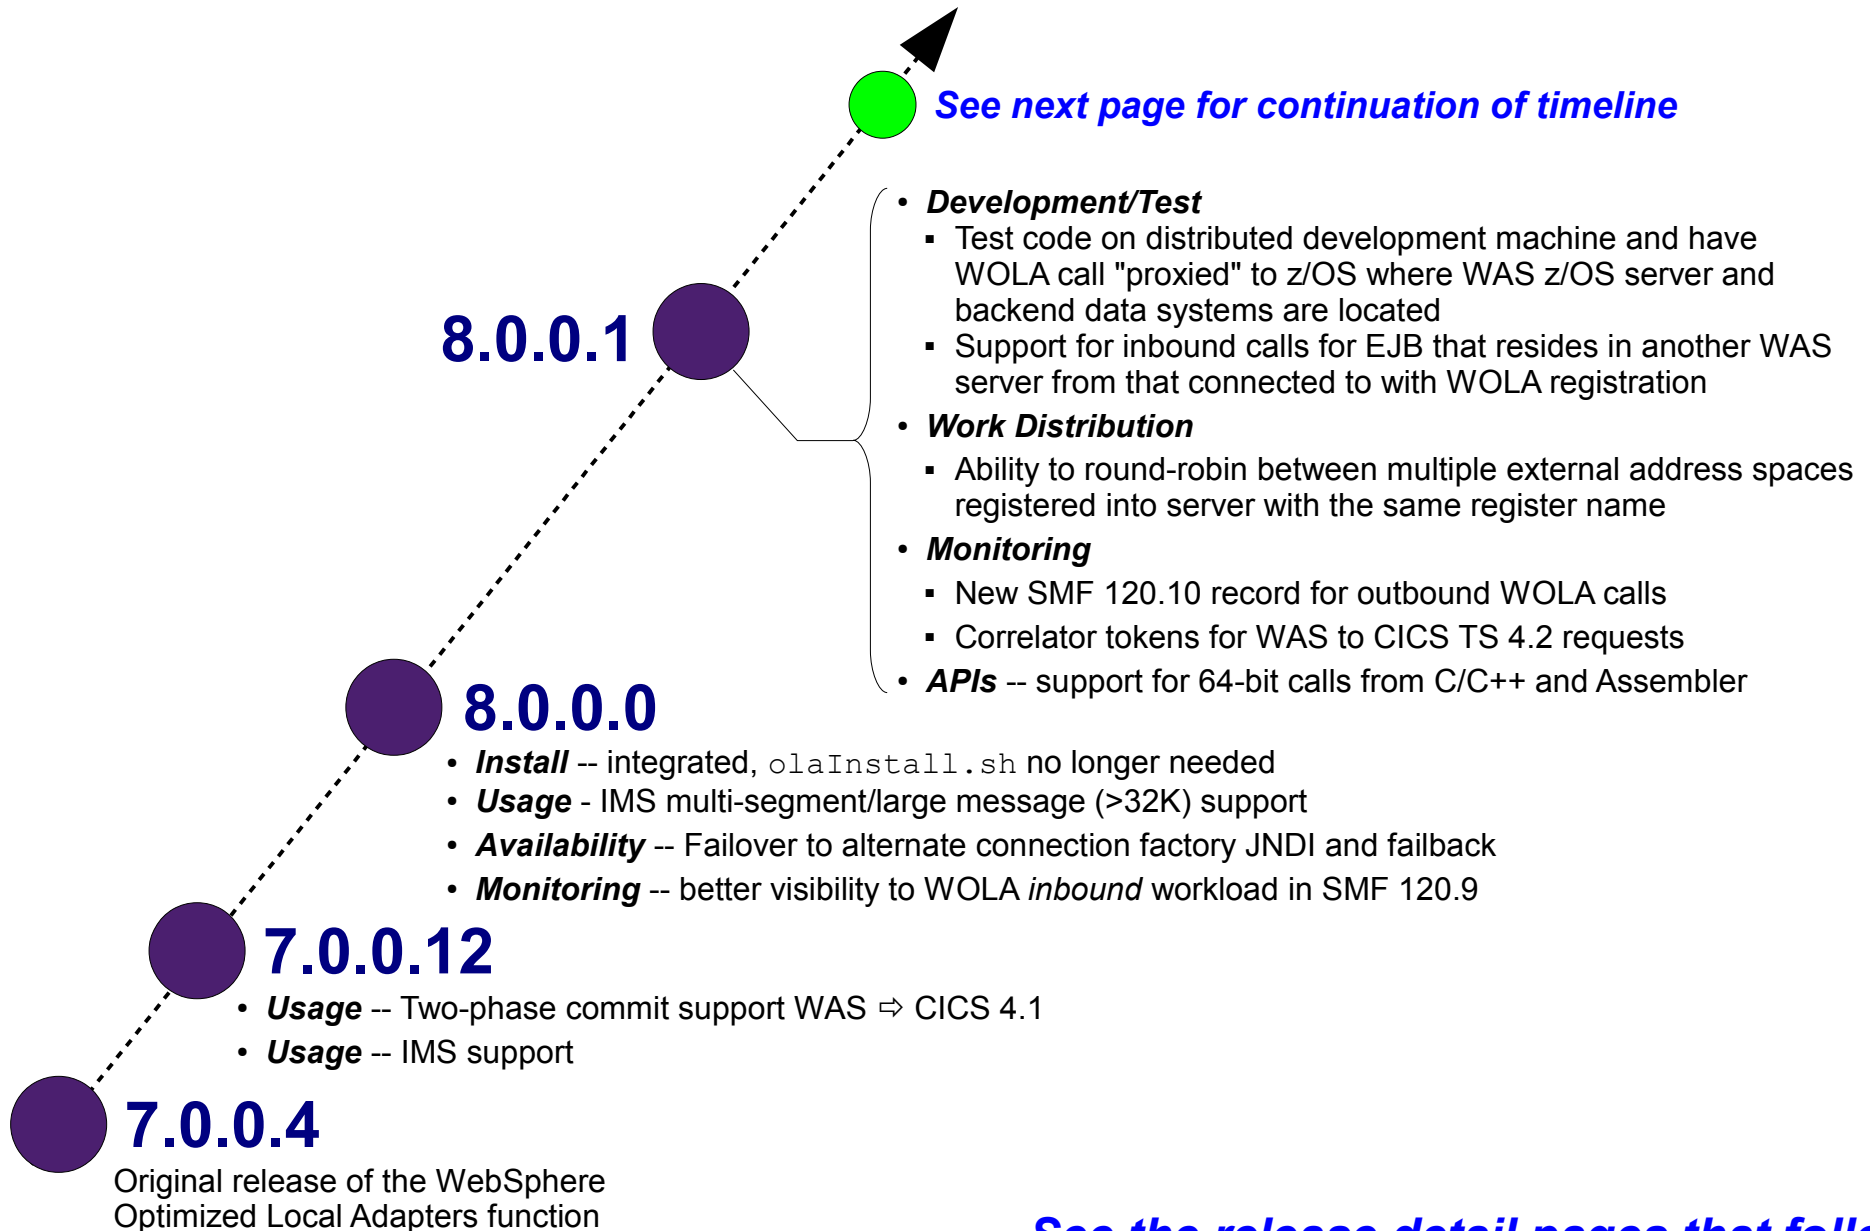 See next page for continuation of timeline
• Development/Test
▪ Test code on distributed development machine and have
WOLA call "proxied" to z/OS where WAS z/OS server and
backend data systems are located
▪ Support for inbound calls for EJB that resides in another WAS
server from that connected to with WOLA registration
• Work Distribution
▪ Ability to round-robin between multiple external address spaces
registered into server with the same register name
• Monitoring
▪ New SMF 120.10 record for outbound WOLA calls
▪ Correlator tokens for WAS to CICS TS 4.2 requests
• APIs -- support for 64-bit calls from C/C++ and Assembler
8.0.0.1
8.0.0.0
• Install -- integrated, olaInstall.sh no longer needed
• Usage - IMS multi-segment/large message (>32K) support
• Availability -- Failover to alternate connection factory JNDI and failback
• Monitoring -- better visibility to WOLA inbound workload in SMF 120.9
7.0.0.12
• Usage -- Two-phase commit support WAS ⇨ CICS 4.1
• Usage -- IMS support
7.0.0.4
Original release of the WebSphere
Optimized Local Adapters function
See the release detail pages that